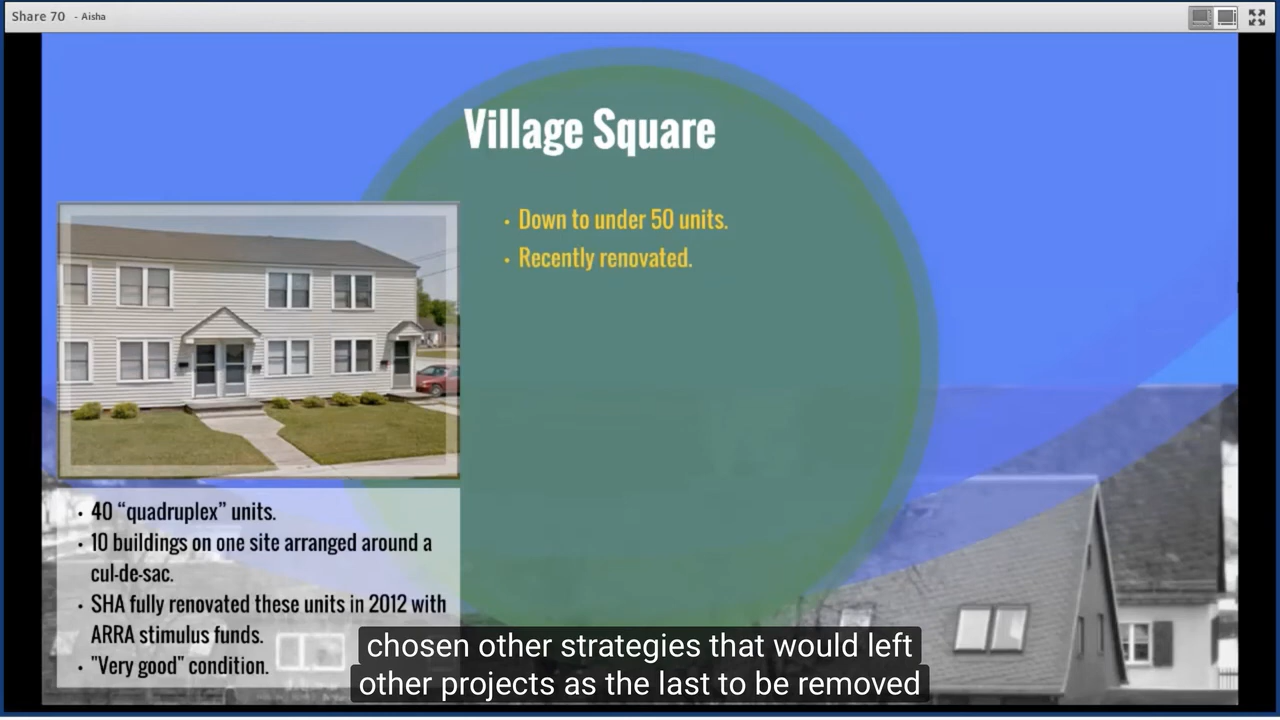 Share 70 - Aisha
Village Square
• Down to under 50 units.
• Recently renovated.
• 40 “quadruplex” units.
• 10 buildings on one site arranged around a
cul-de-sac.
• SHA fully renovated these units in 2012 with
ARRA stimulus funds.
• "Very good" condition.
chosen other strategies that would left
other projects as the last to be removed